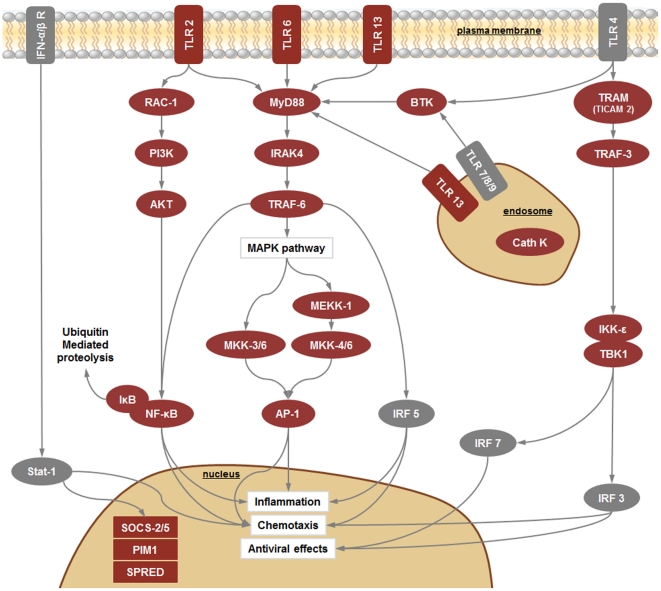 IFN-α/β R
TLR 2
TLR 6
TLR 13
plasma membrane
TLR 4
RAC-1
MyD88
BTK
TRAM
(TICAM 2)
PI3K
IRAK4
TLR 7/8/9
TRAF-3
TLR 13
AKT
TRAF-6
endosome
Cath K
MAPK pathway
MEKK-1
Ubiquitin
Mediated
proteolysis
MKK-3/6
MKK-4/6
IKK-ε
TBK1
IκB
NF-κB
AP-1
IRF 5
IRF 7
Stat-1
nucleus
Inflammation
IRF 3
SOCS-2/5
Chemotaxis
PIM1
Antiviral effects
SPRED